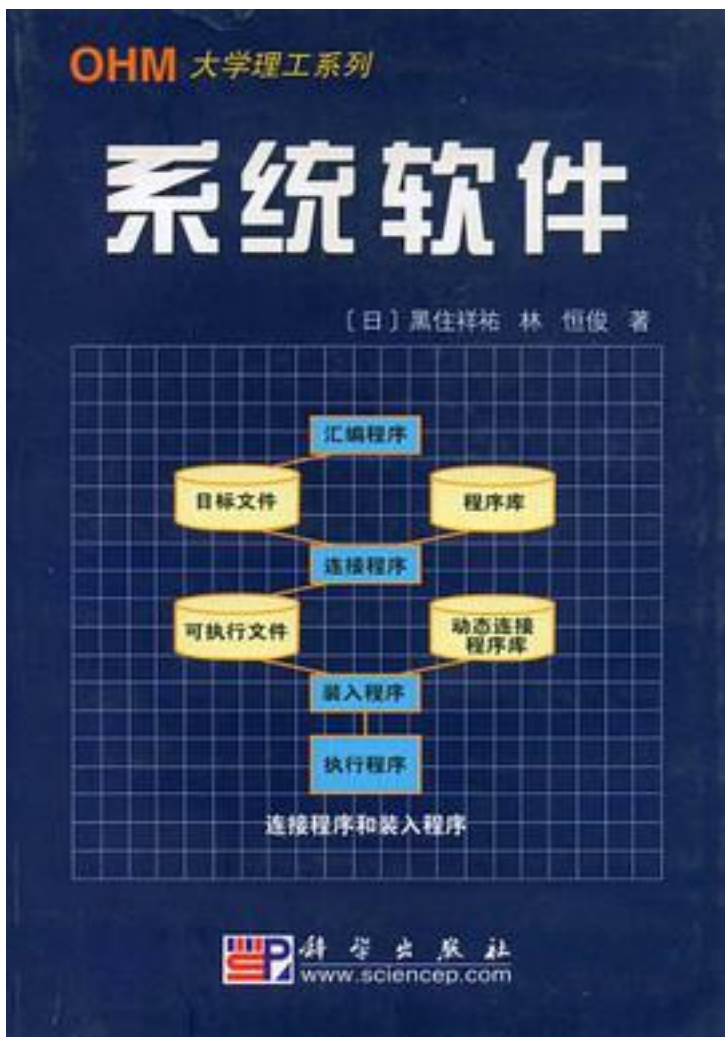 OHM 大学理工系列
系统软件
〔日〕黑住祥祐 林 恒俊 著
汇编程序
目标文件 程序库
连接程序
可执行文件 动态连接
程序库
装入程序
执行程序
连接程序和装入程序
科学出版社
www.sciencep.com